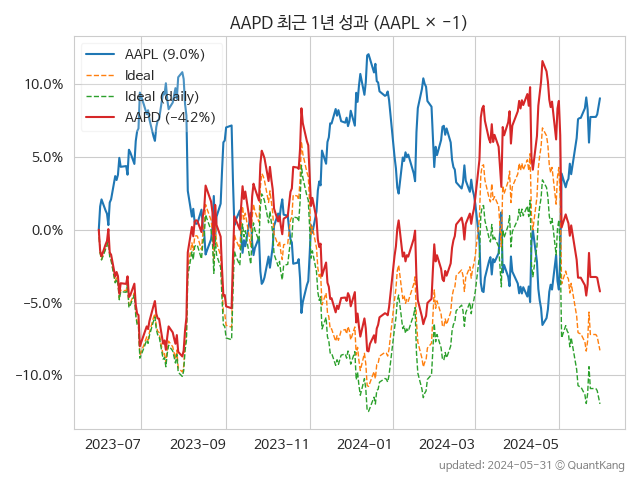 AAPD 최근 1년 성과 (AAPL × −1)
AAPL (9.0%)
Ideal
Ideal (daily)
AAPD (−4.2%)
10.0%
5.0%
0.0%
−5.0%
−10.0%
2023−07 2023−09 2023−11 2024−01 2024−03 2024−05
updated: 2024−05−31 © QuantKang